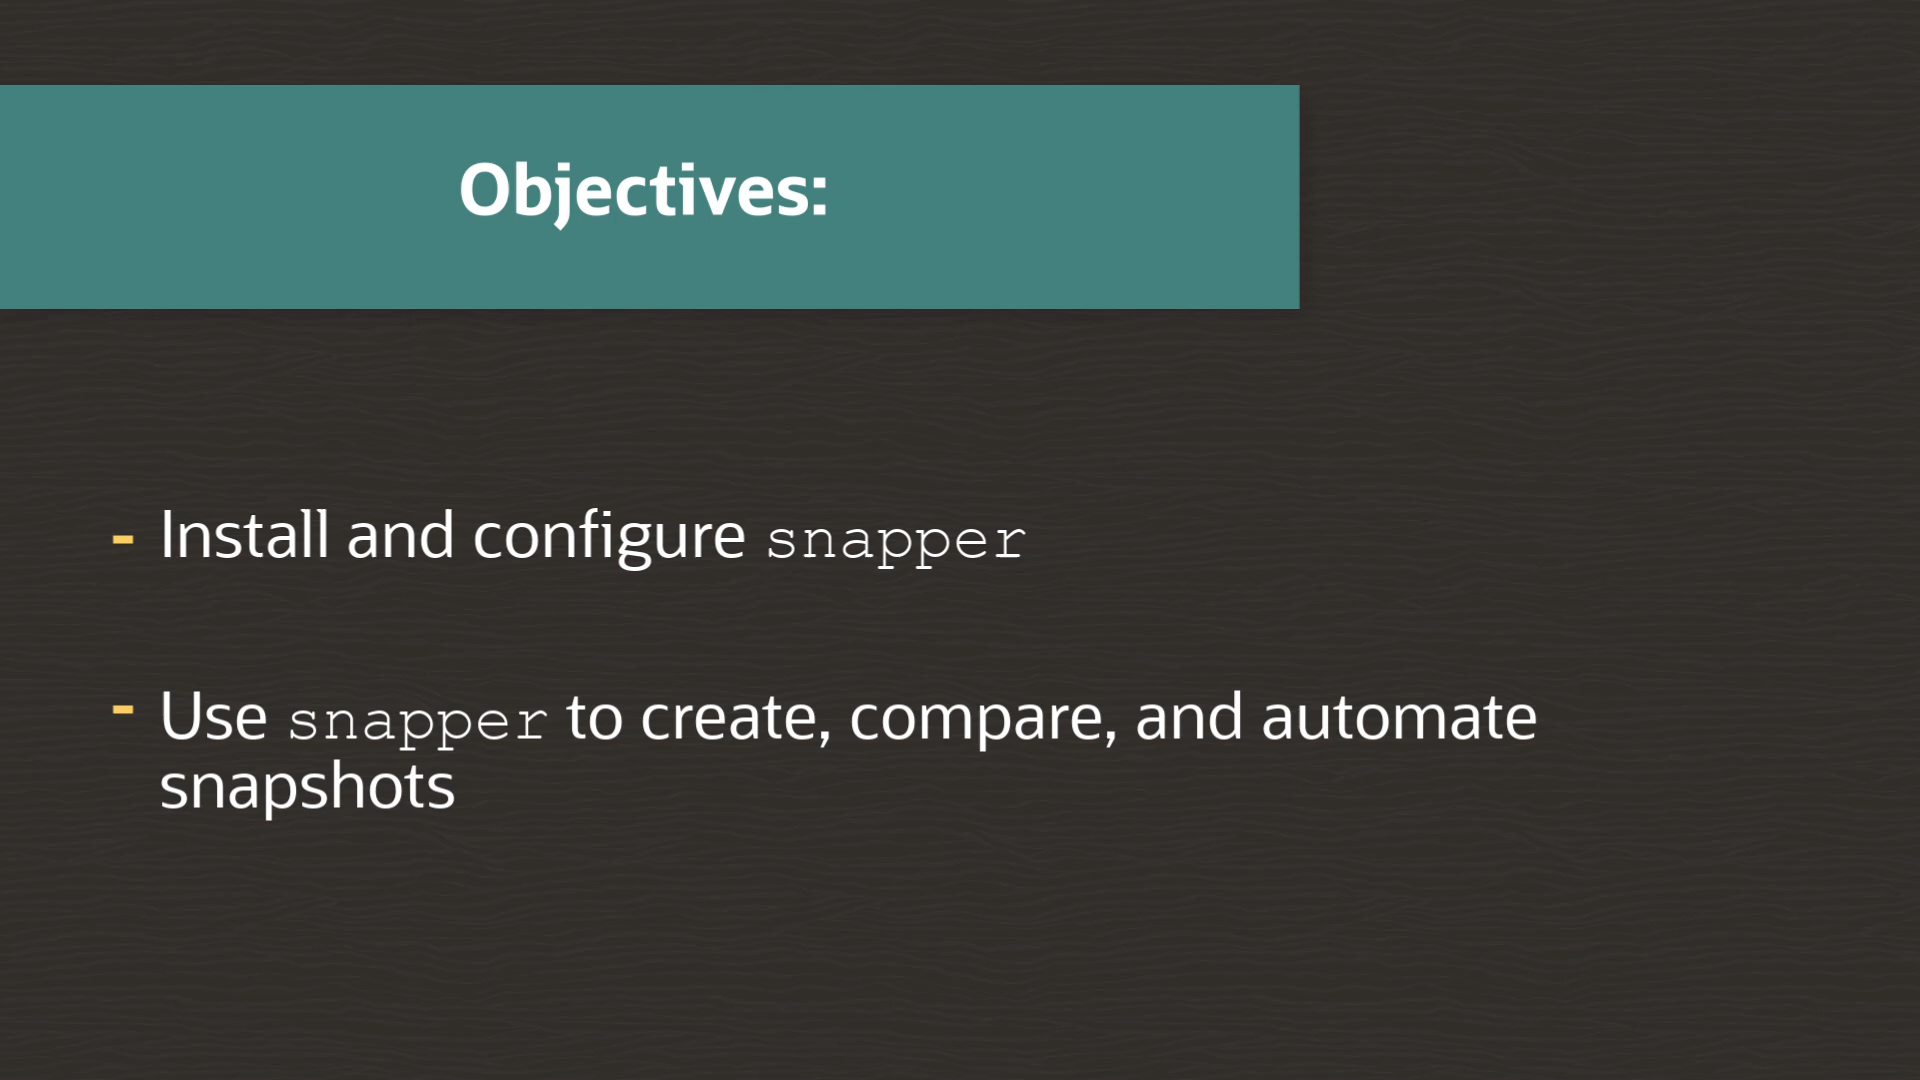 Objectives:
- Install and configure snapper
- Use snapper to create, compare, and automate
snapshots